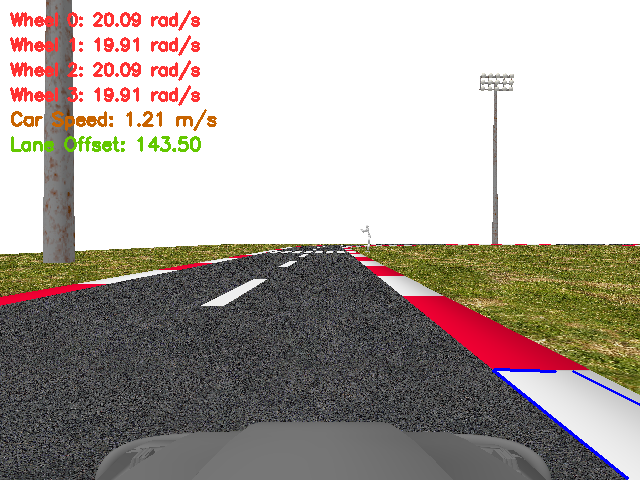 Wheel 0: 20.09 rad/s
Wheel 1: 19.91 rad/s
Wheel 2: 20.09 rad/s
Wheel 3: 19.91 rad/s
Car Speed: 1.21 m/s
Lane Offset: 143.50